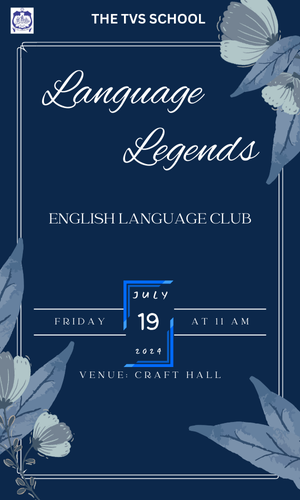 THE TVS SCHOOL
Language
Legends
ENGLISH LANGUAGE CLUB
JULY
FRIDAY 19 AT 11 AM
2024
VENUE: CRAFT HALL